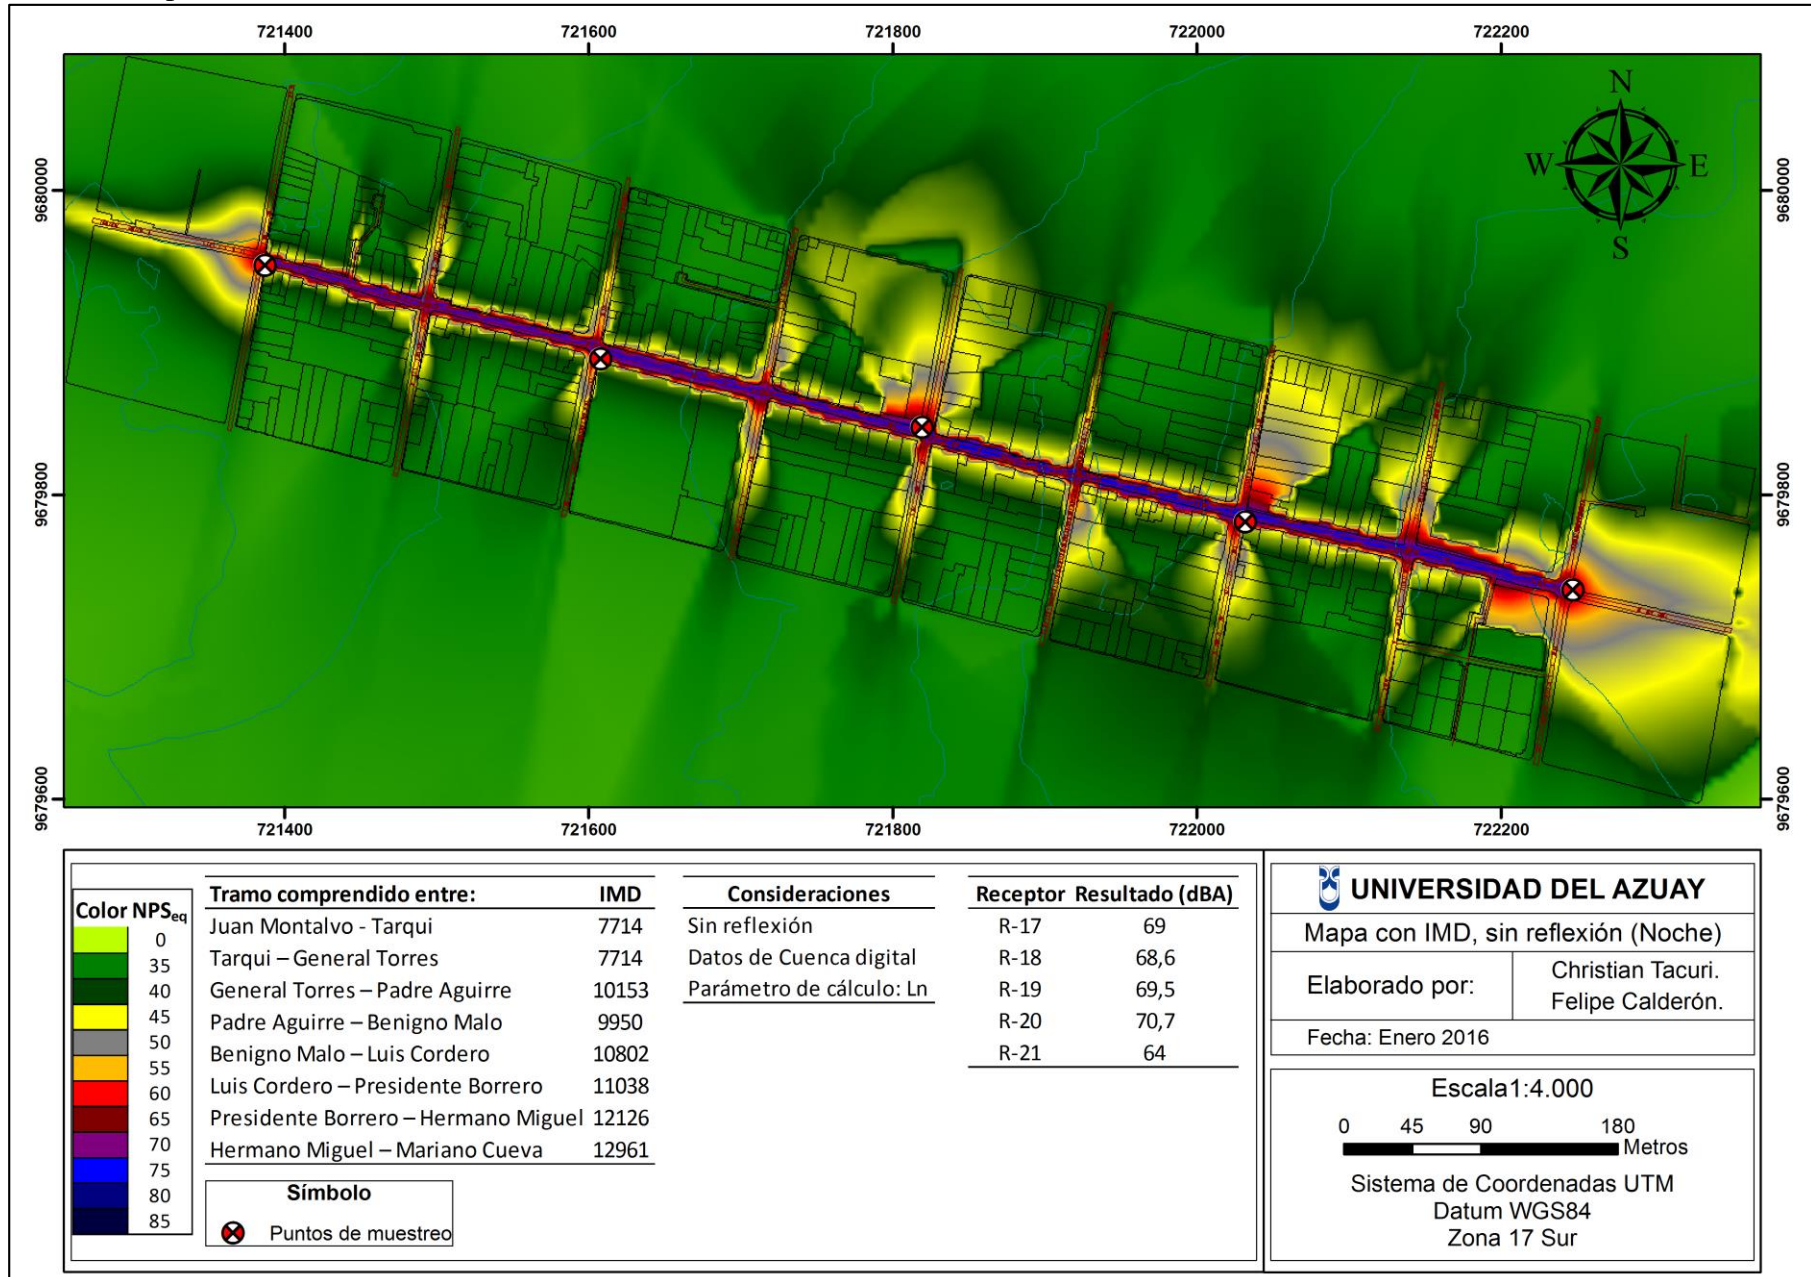 721400 721600 721800 722000 722200
9680000 9680000
9679800 9679800
9679600 9679600
N
W E
S
721400 721600 721800 722000 722200
Color NPSeq
0
35
40
45
50
55
60
65
70
75
80
85
Tramo comprendido entre: IMD
Juan Montalvo - Tarqui 7714
Tarqui – General Torres 7714
General Torres – Padre Aguirre 10153
Padre Aguirre – Benigno Malo 9950
Benigno Malo – Luis Cordero 10802
Luis Cordero – Presidente Borrero 11038
Presidente Borrero – Hermano Miguel 12126
Hermano Miguel – Mariano Cueva 12961
Símbolo
Puntos de muestreo
Consideraciones
Sin reflexión
Datos de Cuenca digital
Parámetro de cálculo: Ln
Receptor Resultado (dBA)
R-17 69
R-18 68,6
R-19 69,5
R-20 70,7
R-21 64
UNIVERSIDAD DEL AZUAY
Mapa con IMD, sin reflexión (Noche)
Elaborado por:
Christian Tacuri.
Felipe Calderón.
Fecha: Enero 2016
Escala1:4.000
0 45 90 180
Metros
Sistema de Coordenadas UTM
Datum WGS84
Zona 17 Sur